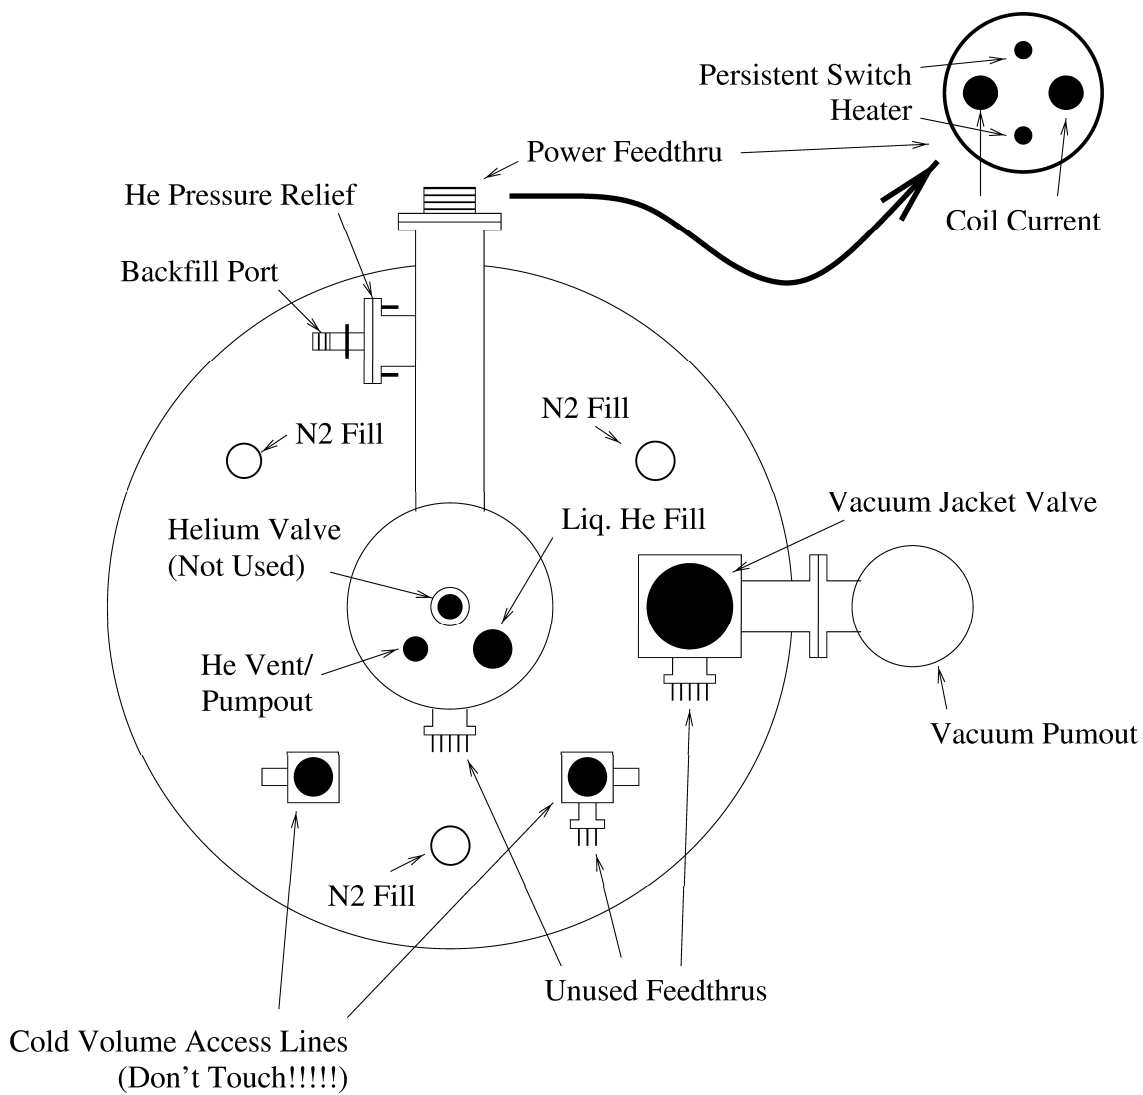 Persistent Switch
Heater
Power Feedthru
He Pressure Relief
Coil Current
Backfill Port
N2 Fill
N2 Fill
Vacuum Jacket Valve
Liq. He Fill
Helium Valve
(Not Used)
He Vent/
Pumpout
Vacuum Pumout
N2 Fill
Unused Feedthrus
Cold Volume Access Lines
(Don't Touch!!!!!)